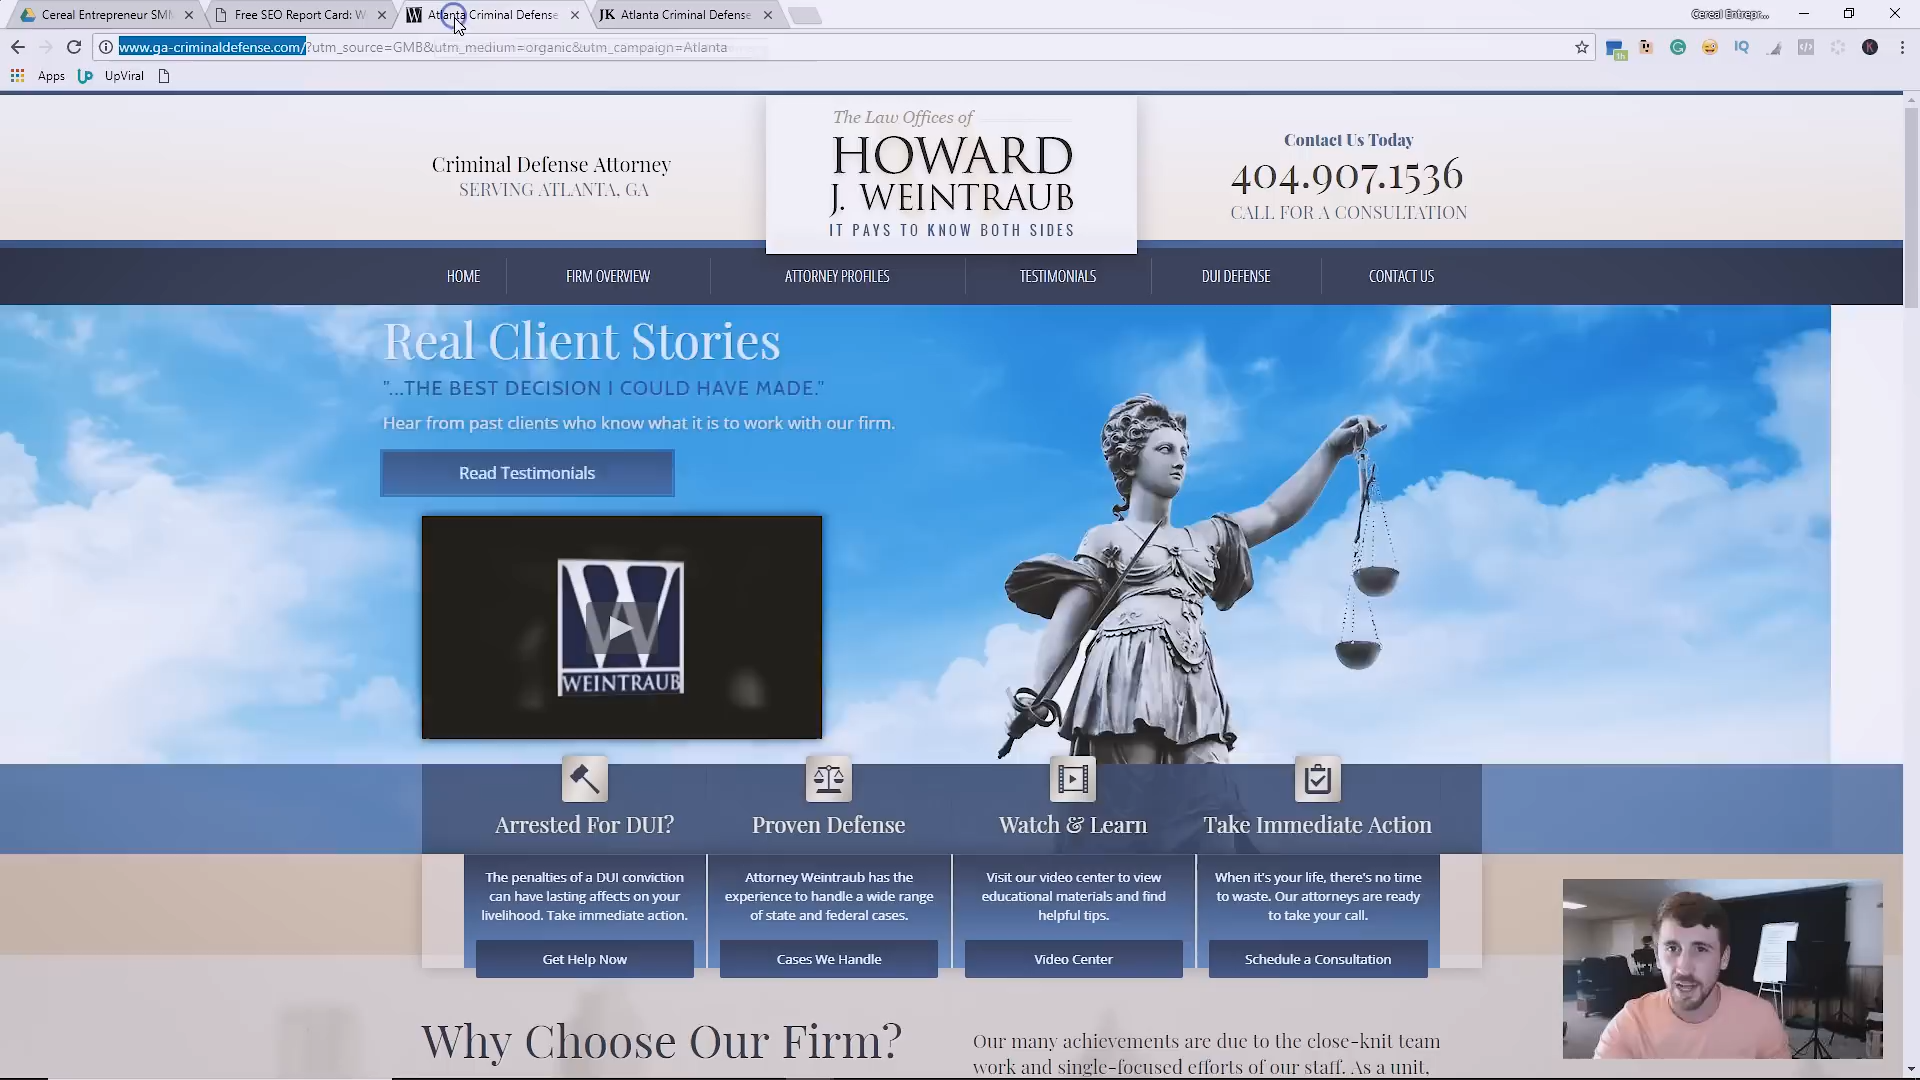 Cereal Entrepreneur SMM
Free SEO Report Card: W
Atlanta Criminal Defense
JK Atlanta Criminal Defense
Cereal Entrepr...
www.ga-criminaldefense.com/?utm_source=GMB&utm_medium=organic&utm_campaign=Atlanta
1h
IQ
K
Apps
UpViral
Criminal Defense Attorney
SERVING ATLANTA, GA
The Law Offices of
HOWARD
J. WEINTRAUB
IT PAYS TO KNOW BOTH SIDES
Contact Us Today
404.907.1536
CALL FOR A CONSULTATION
HOME
FIRM OVERVIEW
ATTORNEY PROFILES
TESTIMONIALS
DUI DEFENSE
CONTACT US
Real Client Stories
"...THE BEST DECISION I COULD HAVE MADE."
Hear from past clients who know what it is to work with our firm.
Read Testimonials
W
WEINTRAUB
Arrested For DUI?
The penalties of a DUI conviction
can have lasting affects on your
livelihood. Take immediate action.
Get Help Now
Proven Defense
Attorney Weintraub has the
experience to handle a wide range
of state and federal cases.
Cases We Handle
Watch & Learn
Visit our video center to view
educational materials and find
helpful tips.
Video Center
Take Immediate Action
When it's your life, there's no time
to waste. Our attorneys are ready
to take your call.
Schedule a Consultation
Why Choose Our Firm?
Our many achievements are due to the close-knit team
work and single-focused efforts of our staff. As a unit,